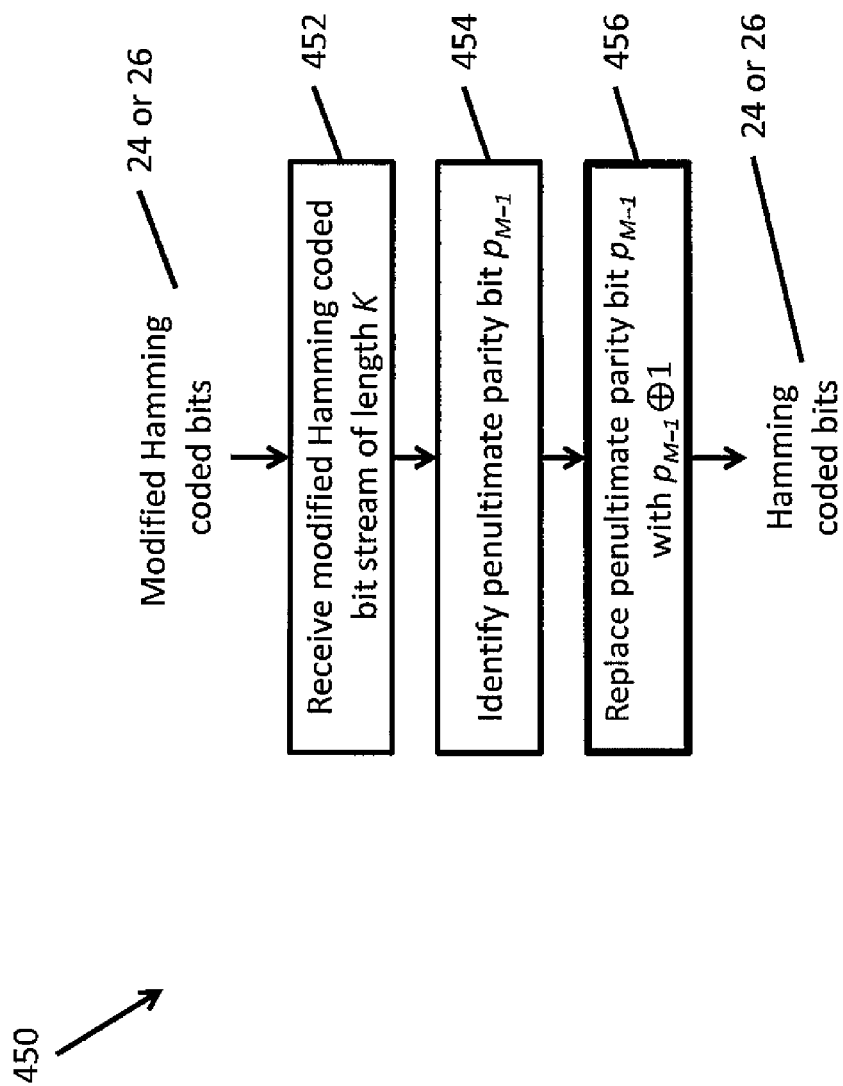 450
Modified Hamming
coded bits
24 or 26
Receive modified Hamming coded
bit stream of length K
452
Identify penultimate parity bit p_{M-1}
454
Replace penultimate parity bit p_{M-1}
with p_{M-1}⊕1
456
Hamming
coded bits
24 or 26